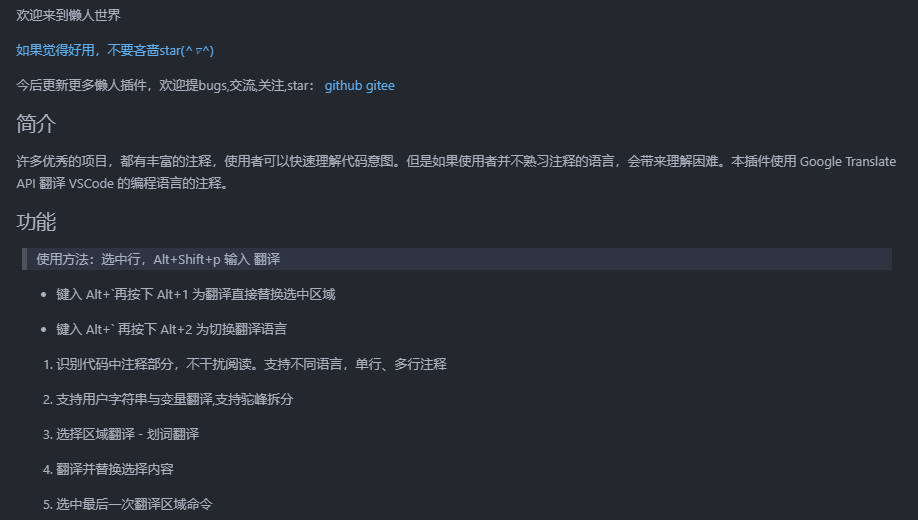 欢迎来到懒人世界
如果觉得好用，不要吝啬star(^▽^)
今后更新更多懒人插件，欢迎提bugs,交流,关注,star： github gitee
简介
许多优秀的项目，都有丰富的注释，使用者可以快速理解代码意图。但是如果使用者并不熟习注释的语言，会带来理解困难。本插件使用 Google Translate
API 翻译 VSCode 的编程语言的注释。
功能
使用方法：选中行，Alt+Shift+p 输入 翻译
• 键入 Alt+`再按下 Alt+1 为翻译直接替换选中区域
• 键入 Alt+` 再按下 Alt+2 为切换翻译语言
1. 识别代码中注释部分，不干扰阅读。支持不同语言，单行、多行注释
2. 支持用户字符串与变量翻译,支持驼峰拆分
3. 选择区域翻译 - 划词翻译
4. 翻译并替换选择内容
5. 选中最后一次翻译区域命令